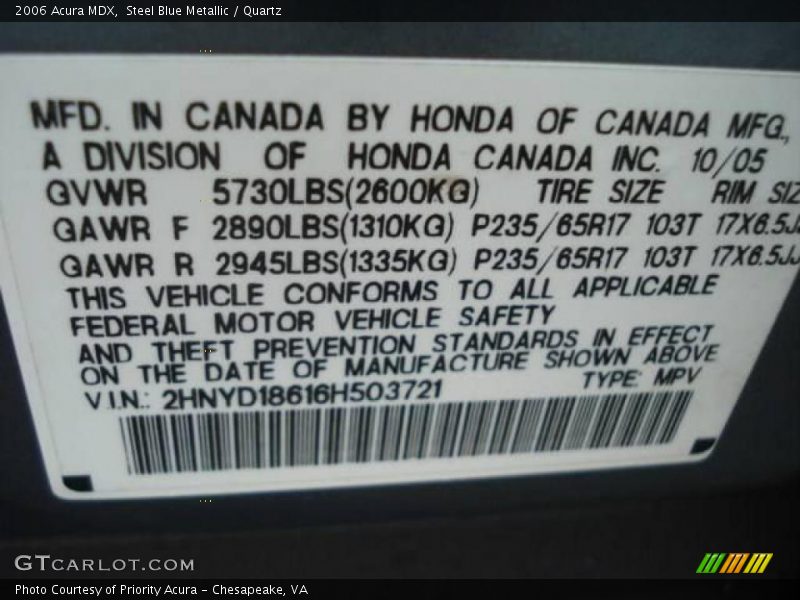 2006 Acura MDX, Steel Blue Metallic / Quartz
MFD. IN CANADA BY HONDA OF CANADA MFG.,
A DIVISION OF HONDA CANADA INC. 10/05
GVWR 5730LBS(2600KG) TIRE SIZE RIM SIZ
GAWR F 2890LBS(1310KG) P235/65R17 103T 17X6.5J
GAWR R 2945LBS(1335KG) P235/65R17 103T 17X6.5JJ
THIS VEHICLE CONFORMS TO ALL APPLICABLE
FEDERAL MOTOR VEHICLE SAFETY
AND THEFT PREVENTION STANDARDS IN EFFECT
ON THE DATE OF MANUFACTURE SHOWN ABOVE
V.I.N.: 2HNYD18616H503721 TYPE: MPV
GTCARLOT.COM
Photo Courtesy of Priority Acura - Chesapeake, VA